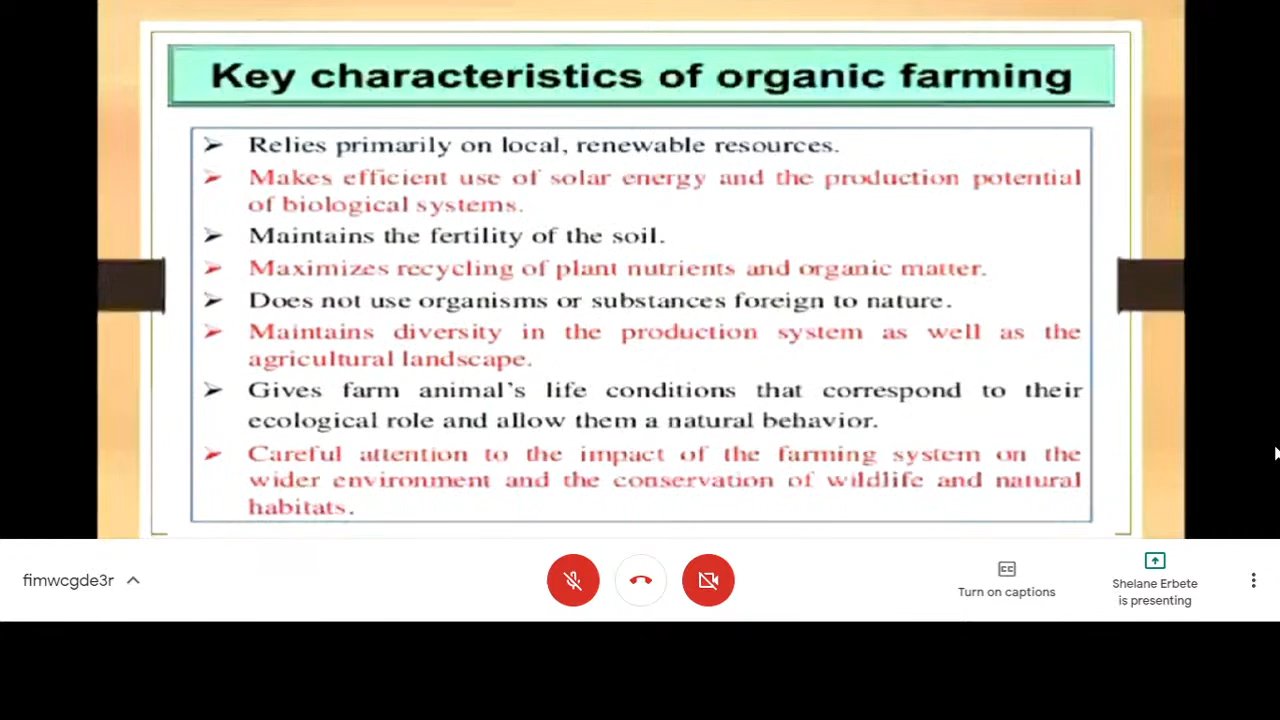 Key characteristics of organic farming
➢ Relies primarily on local, renewable resources.
➢ Makes efficient use of solar energy and the production potential
of biological systems.
➢ Maintains the fertility of the soil.
➢ Maximizes recycling of plant nutrients and organic matter.
➢ Does not use organisms or substances foreign to nature.
➢ Maintains diversity in the production system as well as the
agricultural landscape.
➢ Gives farm animal's life conditions that correspond to their
ecological role and allow them a natural behavior.
➢ Careful attention to the impact of the farming system on the
wider environment and the conservation of wildlife and natural
habitats.
fimwcgde3r
CC
Turn on captions
Shelane Erbete
is presenting